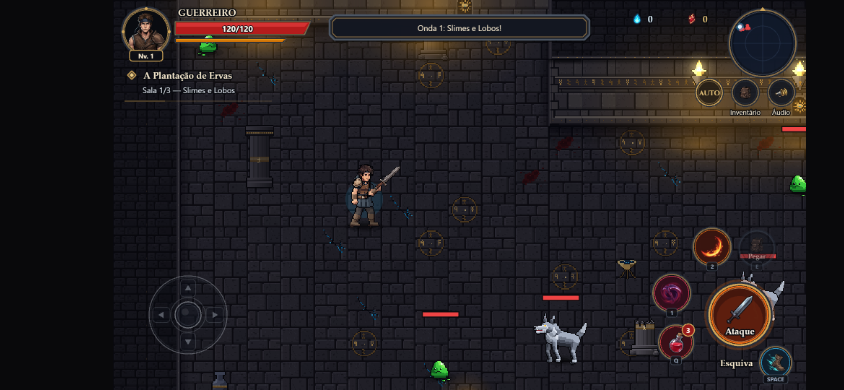 GUERREIRO
120/120
Nv. 1
Onda 1: Slimes e Lobos!
0
0
A Plantação de Ervas
Sala 1/3 — Slimes e Lobos
AUTO
Inventário
Áudio
2
Pegar
1
3
Q
Ataque
Esquiva
SPACE